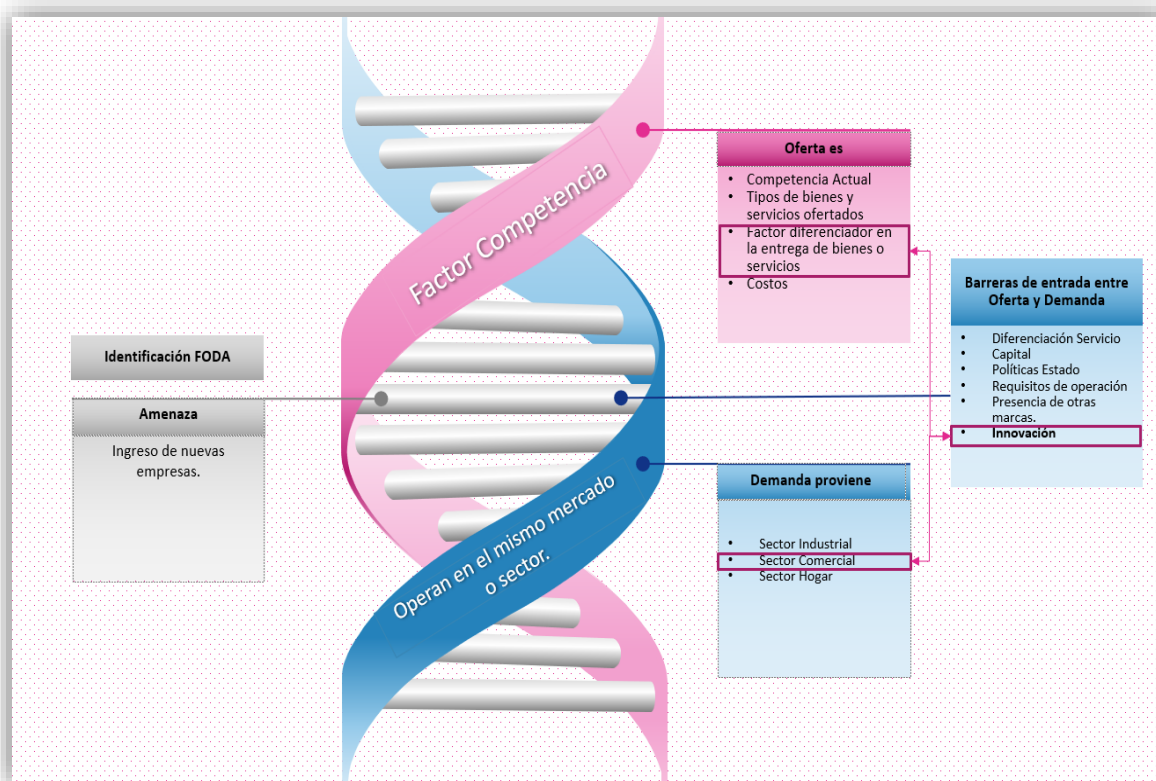 Factor Competencia
Operan en el mismo mercado
o sector.
Identificación FODA
Amenaza
Ingreso de nuevas
empresas.
Oferta es
• Competencia Actual
• Tipos de bienes y
servicios ofertados
• Factor diferenciador en
la entrega de bienes o
servicios
• Costos
Barreras de entrada entre
Oferta y Demanda
• Diferenciación Servicio
• Capital
• Políticas Estado
• Requisitos de operación
• Presencia de otras
marcas.
• Innovación
Demanda proviene
• Sector Industrial
• Sector Comercial
• Sector Hogar